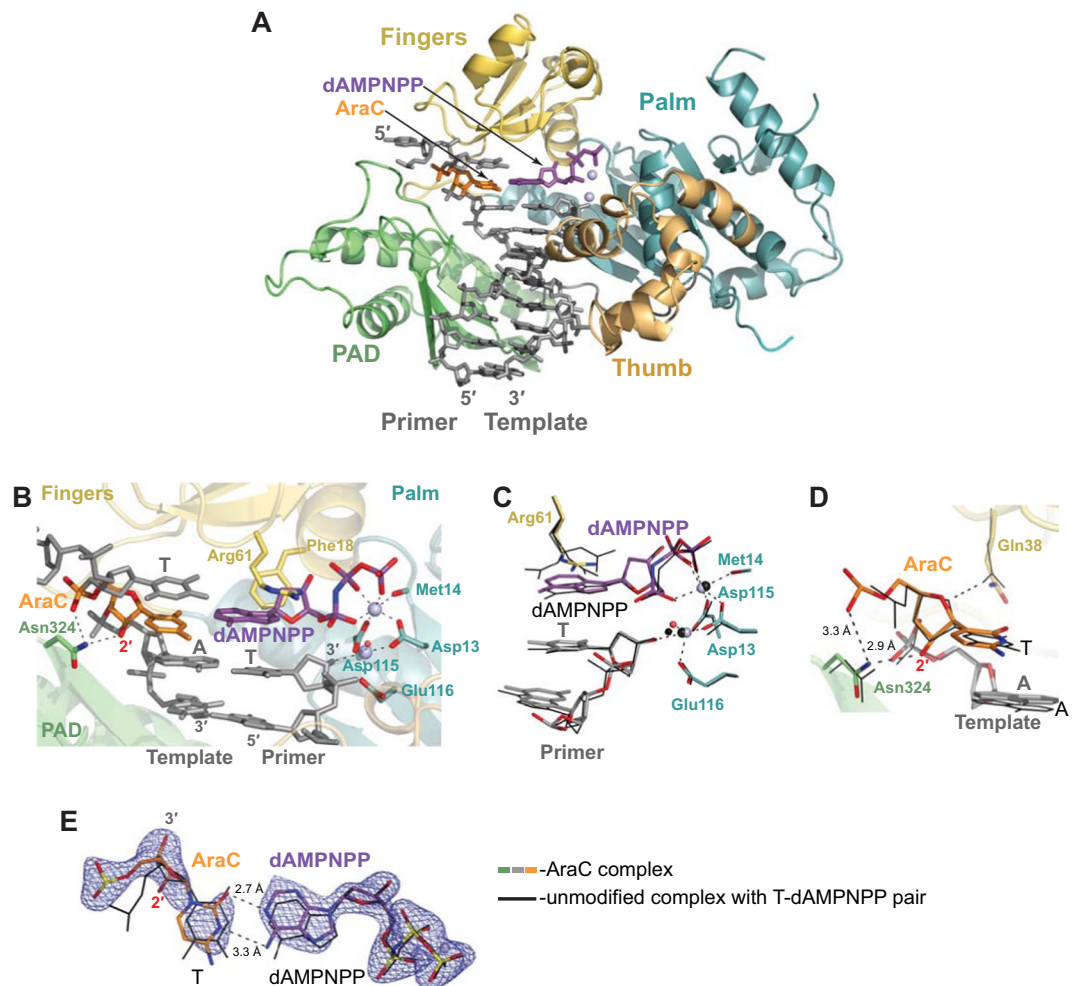 A
Fingers
dAMPNPP
AraC
Palm
5′
PAD
Thumb
5′ 3′
Primer Template
B
Fingers
Palm
Arg61
Phe18
T
AraC
Met14
Asn324
dAMPNPP
2′
A
T
3′
Asp13
Asp115
PAD
Glu116
3′
5′
Template
Primer
C
Arg61
dAMPNPP
Met14
dAMPNPP
Asp115
T
Asp13
Glu116
Primer
D
Gln38
AraC
3.3 Å
2.9 Å
T
2′
Asn324
A
Template
A
E
3′
AraC
dAMPNPP
2.7 Å
2′
3.3 Å
T
dAMPNPP
-AraC complex
-unmodified complex with T-dAMPNPP pair